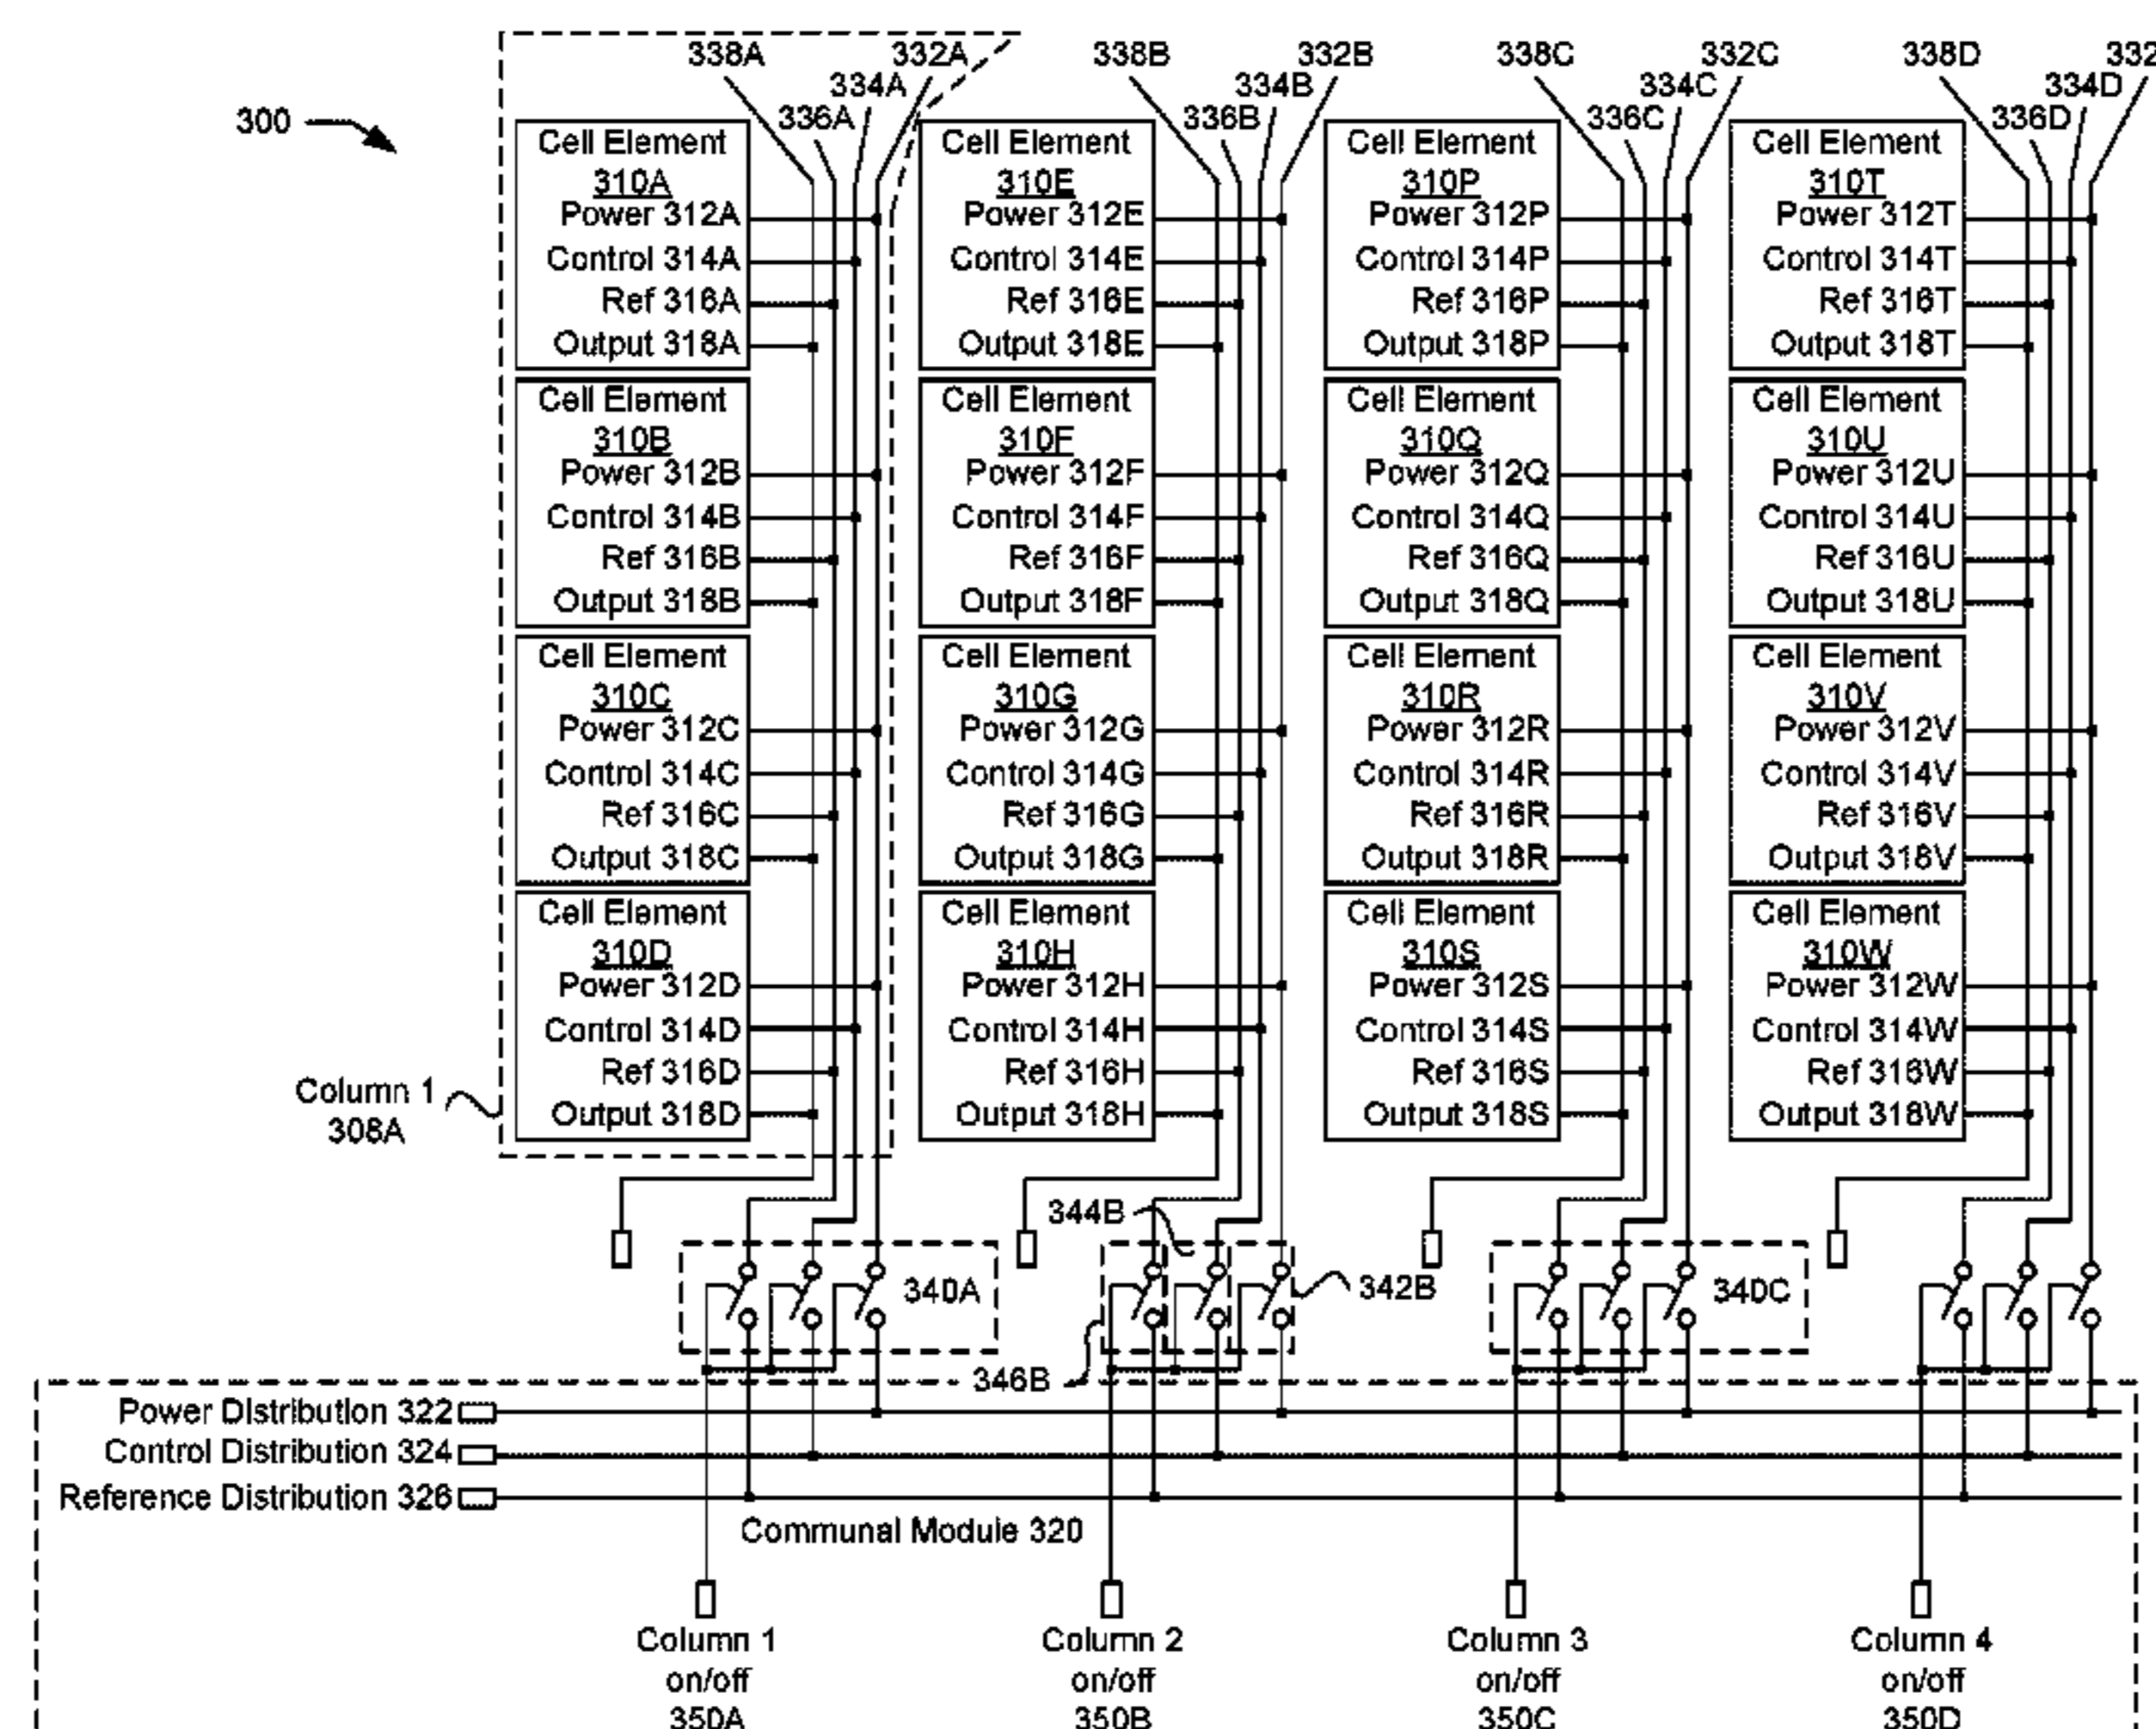 338A 332A 338B 332B 338C 332C 338D 332
334A 334B 334C 334D
300 336A 336B 336C 336D
Cell Element
310A
Power 312A
Control 314A
Ref 316A
Output 318A
Cell Element
310E
Power 312E
Control 314E
Ref 316E
Output 318E
Cell Element
310P
Power 312P
Control 314P
Ref 316P
Output 318P
Cell Element
310T
Power 312T
Control 314T
Ref 316T
Output 318T
Cell Element
310B
Power 312B
Control 314B
Ref 316B
Output 318B
Cell Element
310F
Power 312F
Control 314F
Ref 316F
Output 318F
Cell Element
310Q
Power 312Q
Control 314Q
Ref 316Q
Output 318Q
Cell Element
310U
Power 312U
Control 314U
Ref 316U
Output 318U
Cell Element
310C
Power 312C
Control 314C
Ref 316C
Output 318C
Cell Element
310G
Power 312G
Control 314G
Ref 316G
Output 318G
Cell Element
310R
Power 312R
Control 314R
Ref 316R
Output 318R
Cell Element
310V
Power 312V
Control 314V
Ref 316V
Output 318V
Cell Element
310D
Power 312D
Control 314D
Ref 316D
Output 318D
Cell Element
310H
Power 312H
Control 314H
Ref 316H
Output 318H
Cell Element
310S
Power 312S
Control 314S
Ref 316S
Output 318S
Cell Element
310W
Power 312W
Control 314W
Ref 316W
Output 318W
Column 1
308A
344B
340A 342B 340C
346B
Power Distribution 322
Control Distribution 324
Reference Distribution 326
Communal Module 320
Column 1
on/off
350A
Column 2
on/off
350B
Column 3
on/off
350C
Column 4
on/off
350D